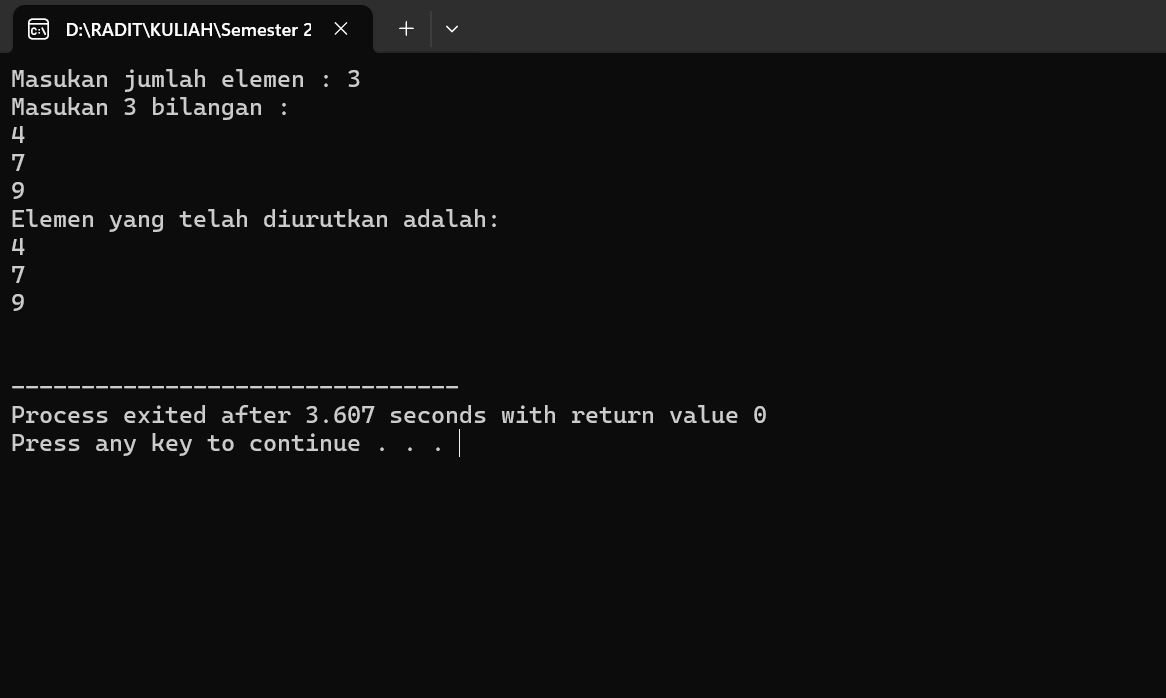 D:\RADIT\KULIAH\Semester 2
Masukan jumlah elemen : 3
Masukan 3 bilangan :
4
7
9
Elemen yang telah diurutkan adalah:
4
7
9
--------------------------------
Process exited after 3.607 seconds with return value 0
Press any key to continue . . .